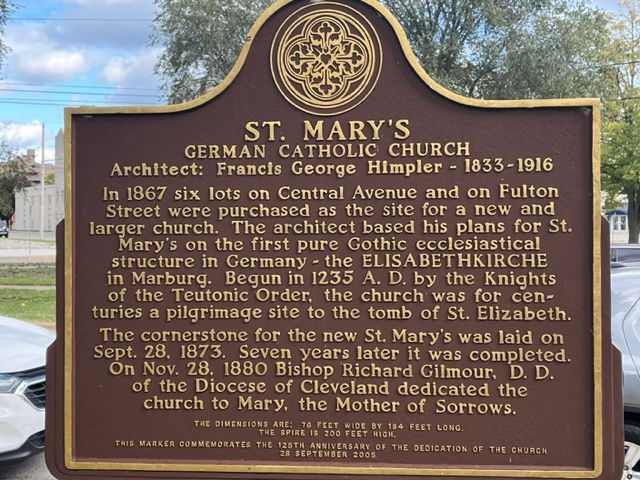 ST. MARY'S
GERMAN CATHOLIC CHURCH
Architect: Francis George Himpler - 1833-1916
In 1867 six lots on Central Avenue and on Fulton
Street were purchased as the site for a new and
larger church. The architect based his plans for St.
Mary's on the first pure Gothic ecclesiastical
structure in Germany - the ELISABETHKIRCHE
in Marburg. Begun in 1235 A. D. by the Knights
of the Teutonic Order, the church was for cen-
turies a pilgrimage site to the tomb of St. Elizabeth.
The cornerstone for the new St. Mary's was laid on
Sept. 28, 1873. Seven years later it was completed.
On Nov. 28, 1880 Bishop Richard Gilmour, D. D.
of the Diocese of Cleveland dedicated the
church to Mary, the Mother of Sorrows.
THE DIMENSIONS ARE: 76 FEET WIDE BY 184 FEET LONG.
THE SPIRE IS 200 FEET HIGH.
THIS MARKER COMMEMORATES THE 125TH ANNIVERSARY OF THE DEDICATION OF THE CHURCH
28 SEPTEMBER 2005